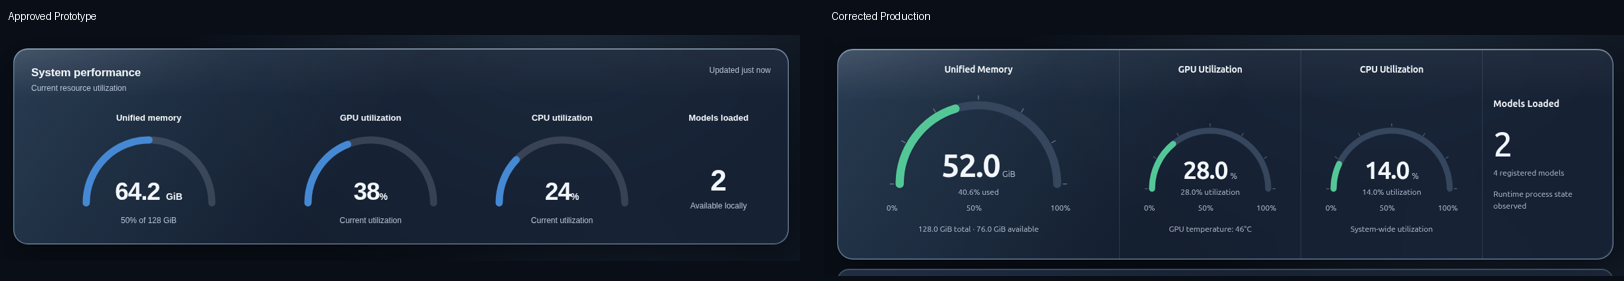 Approved Prototype
System performance
Updated just now
Current resource utilization
Unified memory
64.2 GiB
50% of 128 GiB
GPU utilization
38%
Current utilization
CPU utilization
24%
Current utilization
Models loaded
2
Available locally
Corrected Production
Unified Memory
52.0 GiB
40.6% used
0% 50% 100%
128.0 GiB total · 76.0 GiB available
GPU Utilization
28.0 %
28.0% utilization
0% 50% 100%
GPU temperature: 46°C
CPU Utilization
14.0 %
14.0% utilization
0% 50% 100%
System-wide utilization
Models Loaded
2
4 registered models
Runtime process state
observed